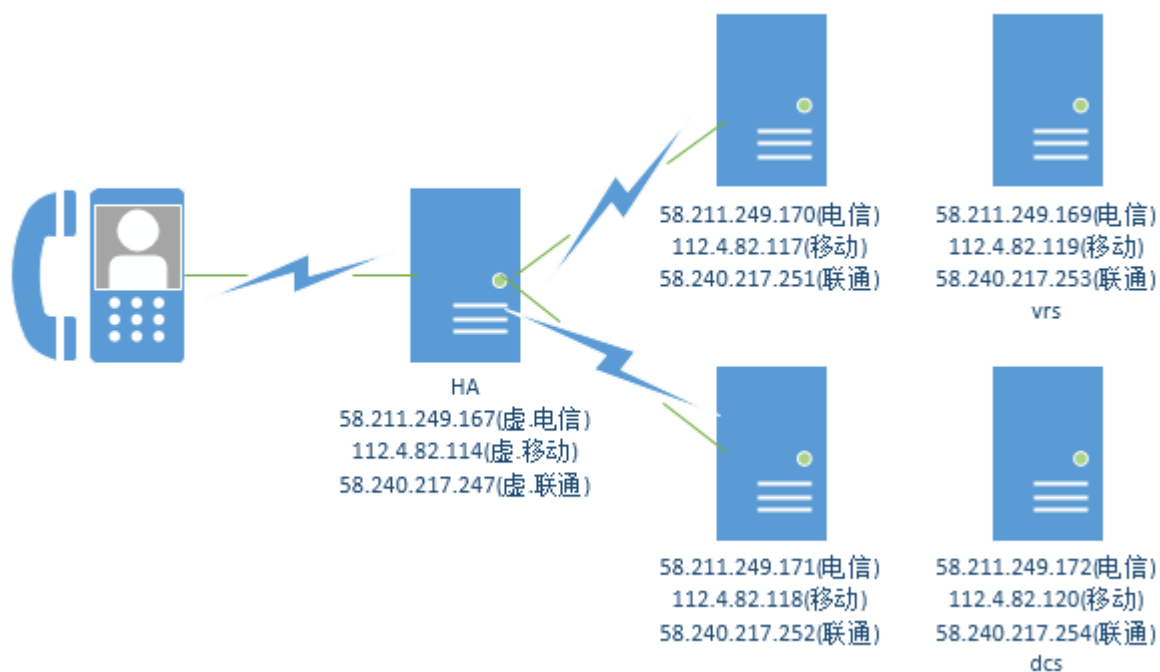 58.211.249.170(电信)
112.4.82.117(移动)
58.240.217.251(联通)
58.211.249.169(电信)
112.4.82.119(移动)
58.240.217.253(联通)
vrs
HA
58.211.249.167(虚.电信)
112.4.82.114(虚.移动)
58.240.217.247(虚.联通)
58.211.249.171(电信)
112.4.82.118(移动)
58.240.217.252(联通)
58.211.249.172(电信)
112.4.82.120(移动)
58.240.217.254(联通)
dcs